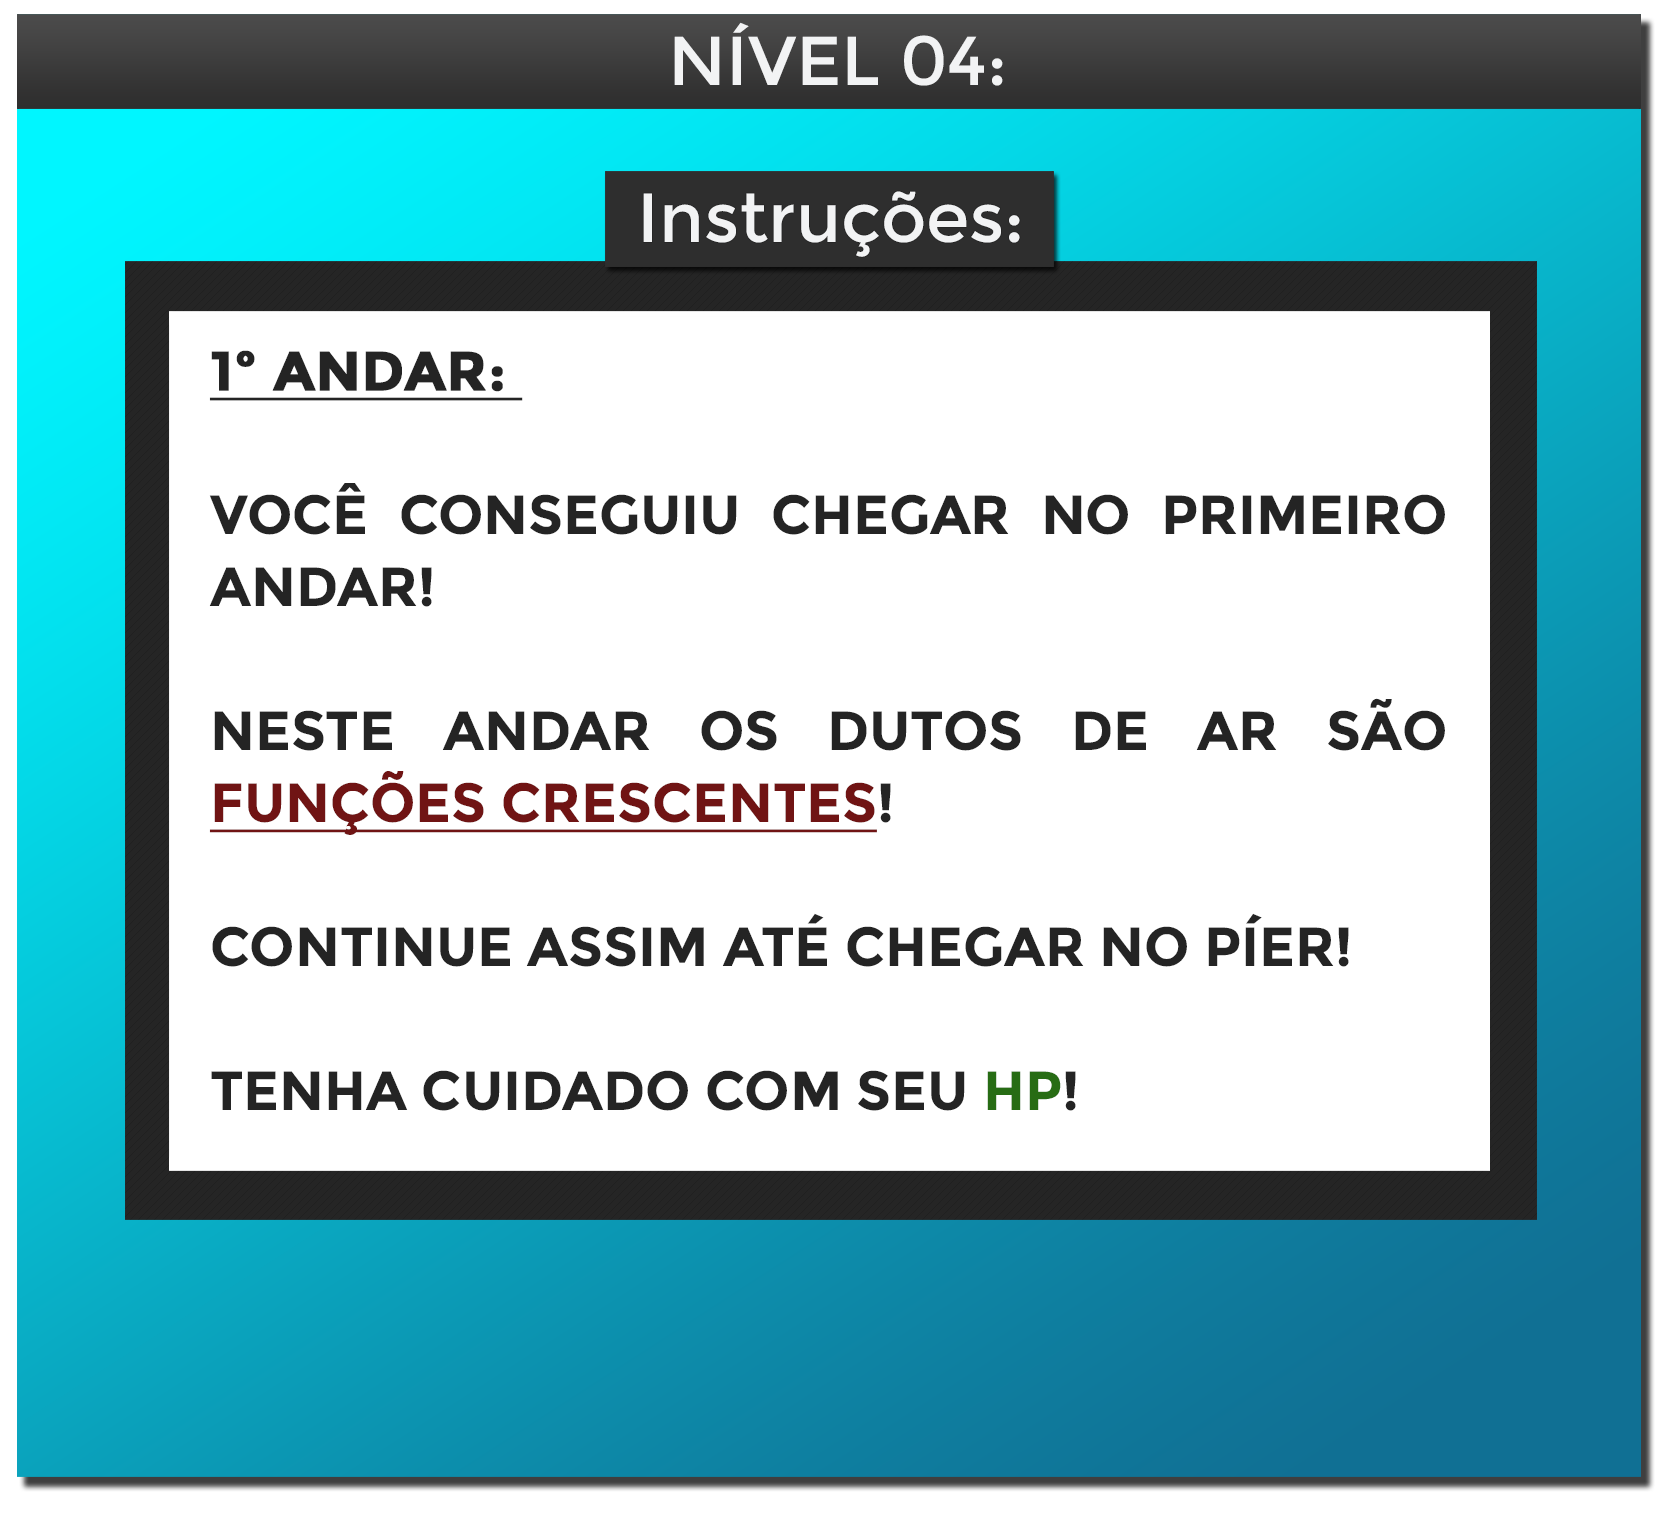 NÍVEL 04:
Instruções:
1º ANDAR:
VOCÊ CONSEGUIU CHEGAR NO PRIMEIRO
ANDAR!
NESTE ANDAR OS DUTOS DE AR SÃO
FUNÇÕES CRESCENTES!
CONTINUE ASSIM ATÉ CHEGAR NO PÍER!
TENHA CUIDADO COM SEU HP!